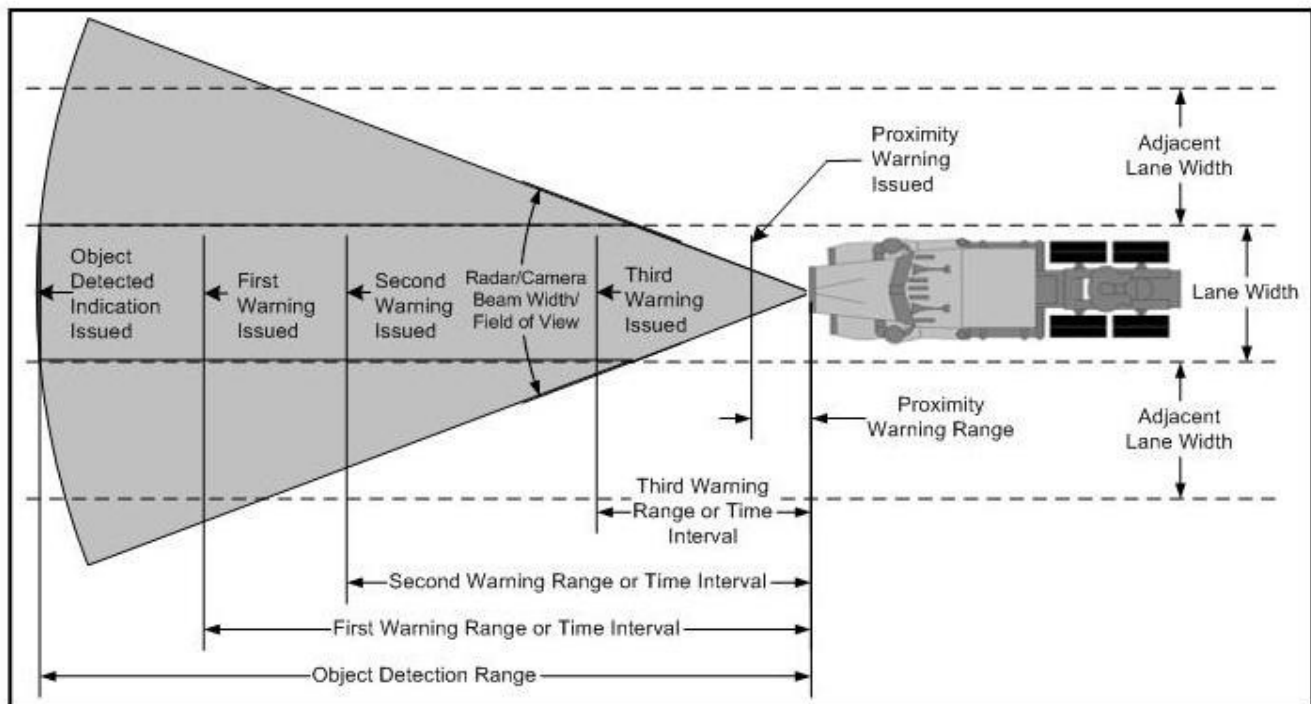 Proximity
Warning
Issued
Adjacent
Lane Width
Object
Detected
Indication
Issued
First
Warning
Issued
Second
Warning
Issued
Radar/Camera
Beam Width/
Field of View
Third
Warning
Issued
Lane Width
Proximity
Warning Range
Adjacent
Lane Width
Third Warning
Range or Time
Interval
Second Warning Range or Time Interval
First Warning Range or Time Interval
Object Detection Range